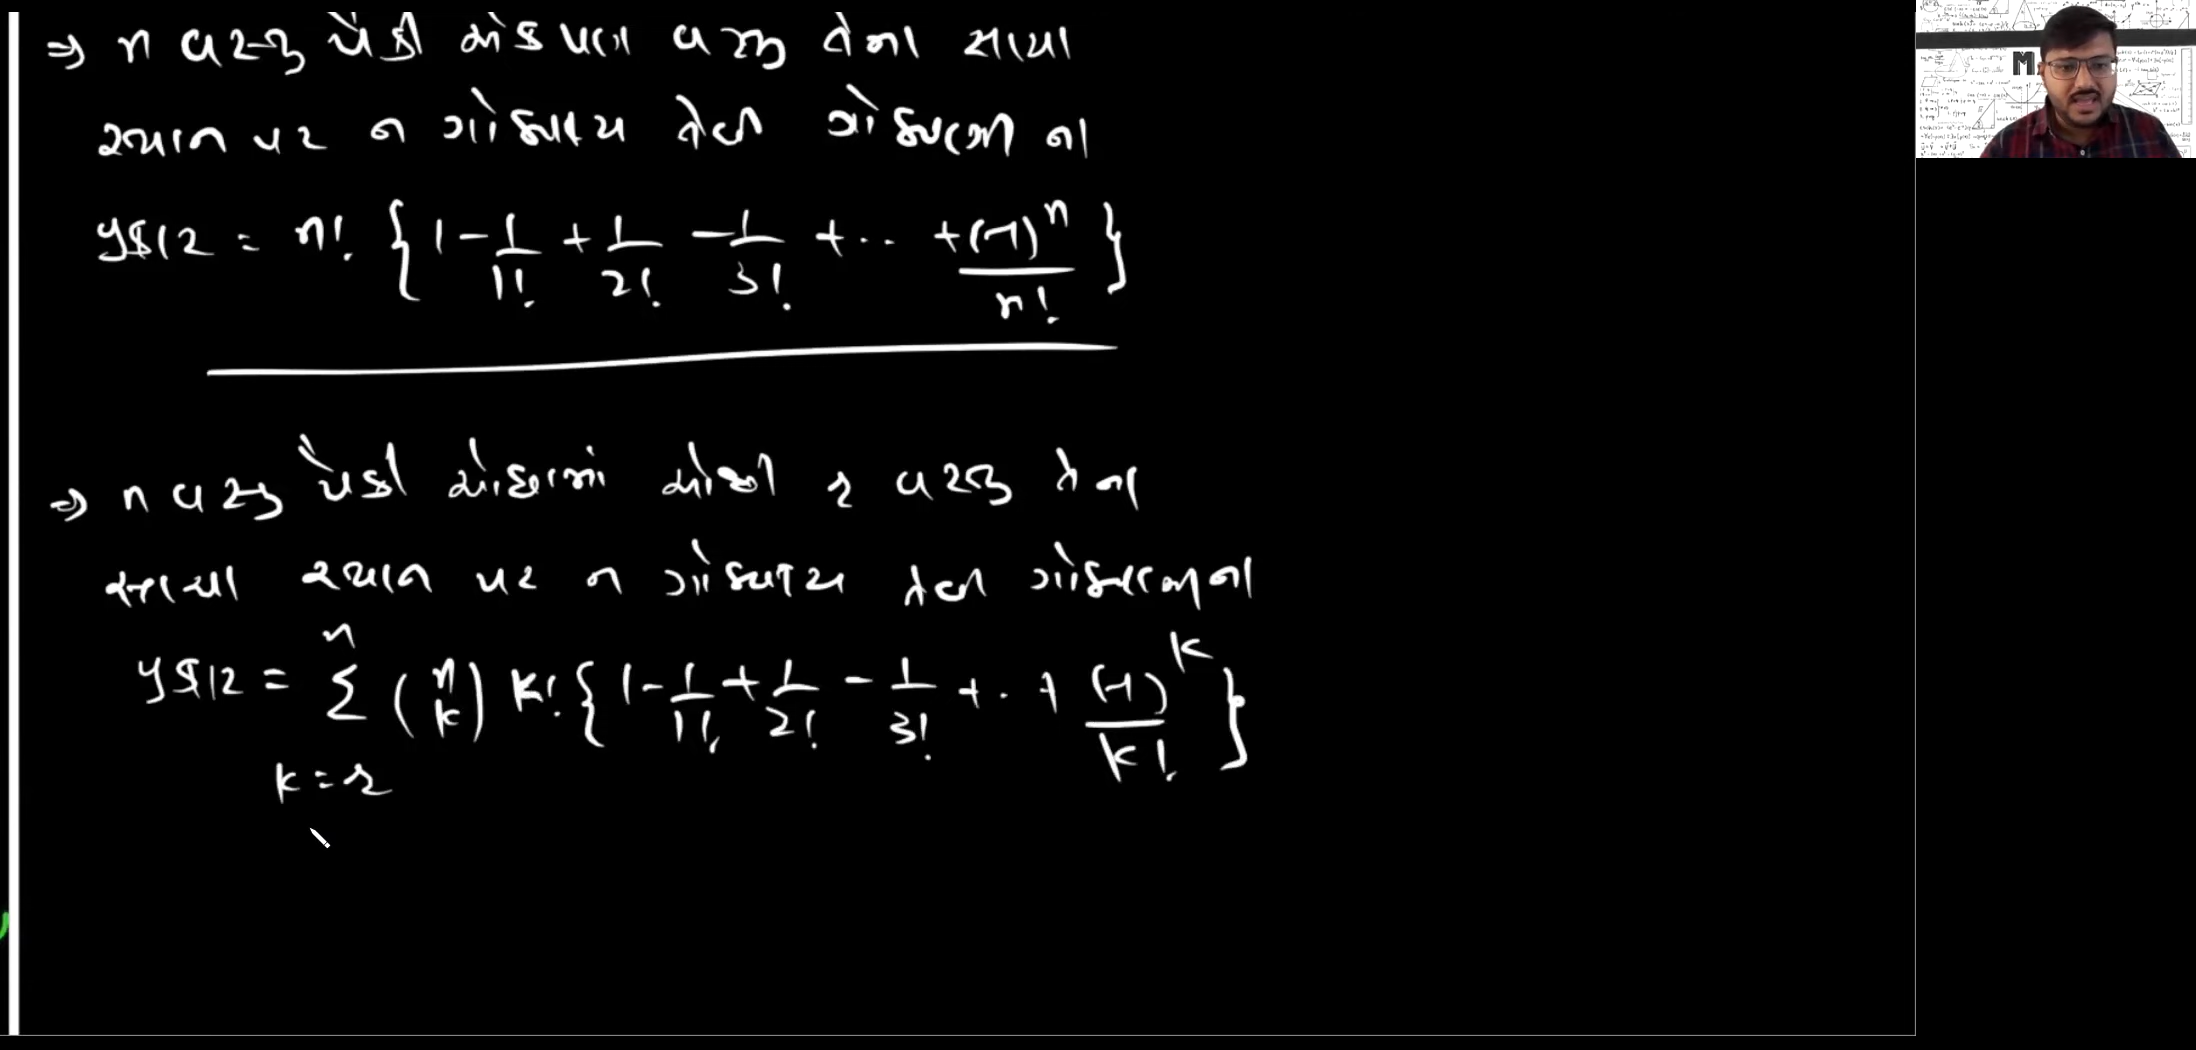 ⇒ n વસ્તુ પૈકી એક પણ વસ્તુ તેના સાચા
સ્થાન પર ન ગોઠવાય તેવી ગોઠવણી ના
પ્રકાર = n! { 1 - 1/1! + 1/2! - 1/3! + ·· + (-1)^n/n! }
⇒ n વસ્તુ પૈકી ઓછામાં ઓછી r વસ્તુ તેના
સાચા સ્થાન પર ન ગોઠવાય તેવી ગોઠવણના
પ્રકાર = n Σ k=r (n k) k! { 1 - 1/1! + 1/2! - 1/3! + ·· + (-1)^k/k! }
M